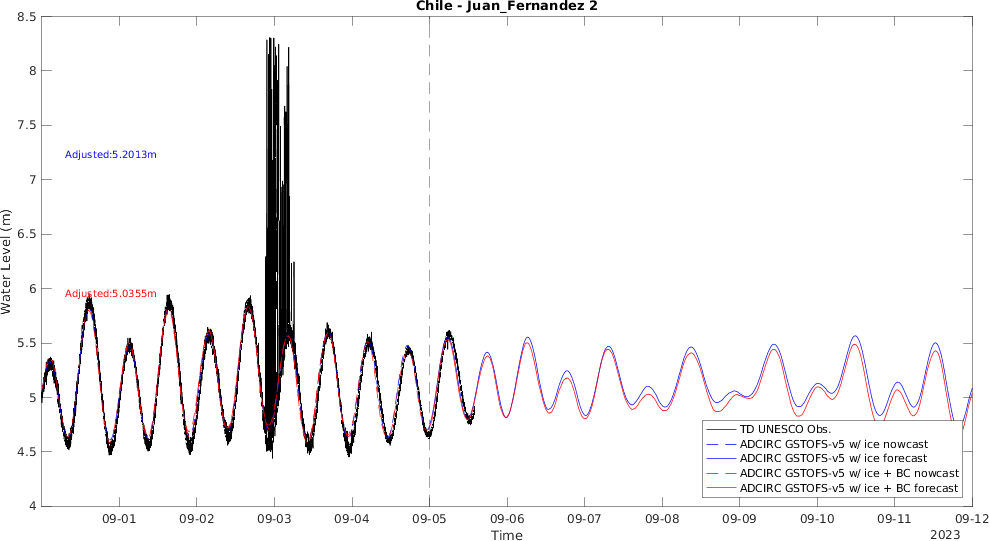 Chile - Juan_Fernandez 2
8.5
8
7.5
7
6.5
6
5.5
5
4.5
4
Water Level (m)
Adjusted:5.2013m
Adjusted:5.0355m
TD UNESCO Obs.
ADCIRC GSTOFS-v5 w/ ice nowcast
ADCIRC GSTOFS-v5 w/ ice forecast
ADCIRC GSTOFS-v5 w/ ice + BC nowcast
ADCIRC GSTOFS-v5 w/ ice + BC forecast
09-01 09-02 09-03 09-04 09-05 09-06 09-07 09-08 09-09 09-10 09-11 09-12
Time
2023